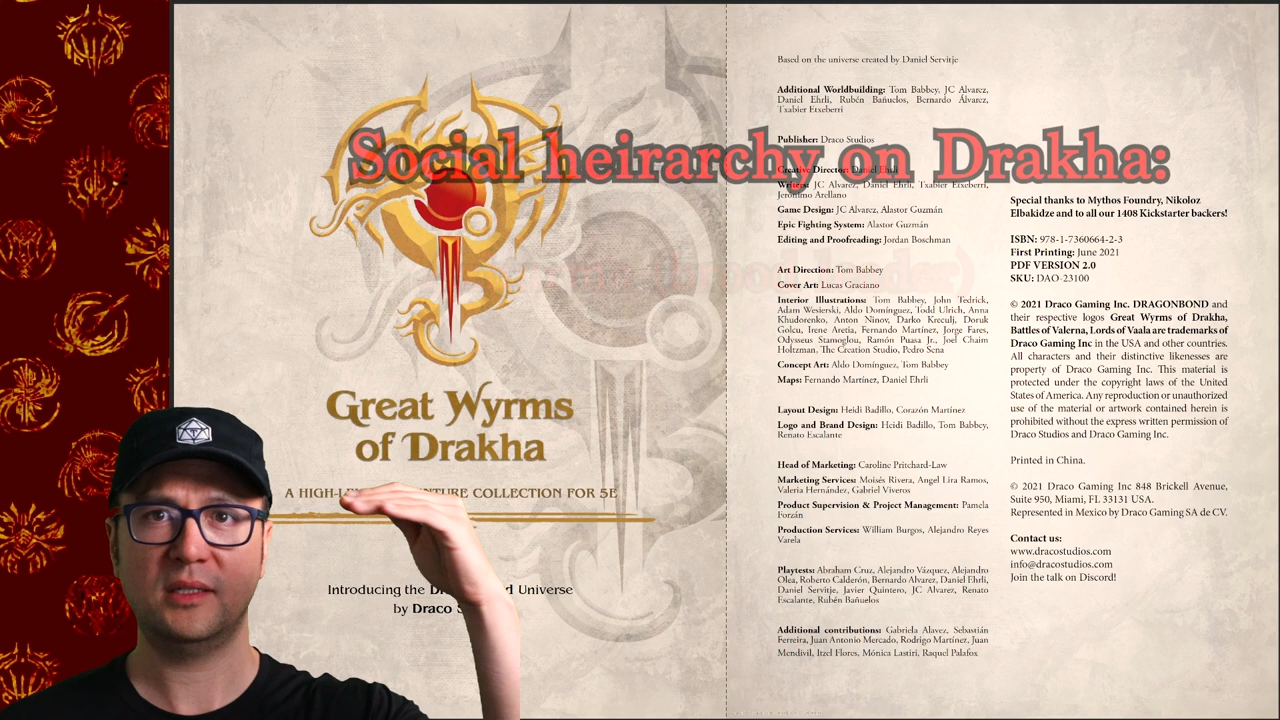 Social heirarchy on Drakha:
Great Wyrms
of Drakha
COLLECTION FOR 5E
Introducing the Universe
by Draco
Based on the universe created by Daniel Servitje
Additional Worldbuilding: Tom Babbey, JC Alvarez,
Daniel Ehrli, Rubén Bañuelos, Bernardo Álvarez,
Txabier Etxeberri
Publisher: Draco Studios
Creative Director: Daniel Ehrli
Writers: JC Alvarez, Daniel Ehrli, Txabier Etxeberri,
Jerónimo Arellano
Game Design: JC Alvarez, Alastor Guzmán
Epic Fighting System: Alastor Guzmán
Editing and Proofreading: Jordan Boschman
Art Direction: Tom Babbey
Cover Art: Lucas Graciano
Interior Illustrations: Tom Babbey, John Tedrick,
Adam Wesierski, Aldo Domínguez, Todd Ulrich, Anna
Khudorenko, Anton Ninov, Darko Kreculj, Doruk
Golcu, Irene Aretia, Fernando Martínez, Jorge Fares,
Odysseus Stamoglou, Ramón Puasa Jr., Joel Chaim
Holtzman, The Creation Studio, Pedro Sena
Concept Art: Aldo Domínguez, Tom Babbey
Maps: Fernando Martínez, Daniel Ehrli
Layout Design: Heidi Badillo, Corazón Martínez
Logo and Brand Design: Heidi Badillo, Tom Babbey,
Renato Escalante
Head of Marketing: Caroline Pritchard-Law
Marketing Services: Moisés Rivera, Angel Lira Ramos,
Valeria Hernández, Gabriel Viveros
Product Supervision & Project Management: Pamela
Forzán
Production Services: William Burgos, Alejandro Reyes
Varela
Playtests: Abraham Cruz, Alejandro Vázquez, Alejandro
Olea, Roberto Calderón, Bernardo Alvarez, Daniel Ehrli,
Daniel Servitje, Javier Quintero, JC Alvarez, Renato
Escalante, Rubén Bañuelos
Additional contributions: Gabriela Alavez, Sebastián
Ferreira, Juan Antonio Mercado, Rodrigo Martínez, Juan
Mendivil, Itzel Flores, Mónica Lastiri, Raquel Palafox
Special thanks to Mythos Foundry, Nikoloz
Elbakidze and to all our 1408 Kickstarter backers!
ISBN: 978-1-7360664-2-3
First Printing: June 2021
PDF VERSION 2.0
SKU: DAO-23100
© 2021 Draco Gaming Inc. DRAGONBOND and
their respective logos Great Wyrms of Drakha,
Battles of Valerna, Lords of Vaala are trademarks of
Draco Gaming Inc in the USA and other countries.
All characters and their distinctive likenesses are
property of Draco Gaming Inc. This material is
protected under the copyright laws of the United
States of America. Any reproduction or unauthorized
use of the material or artwork contained herein is
prohibited without the express written permission of
Draco Studios and Draco Gaming Inc.
Printed in China.
© 2021 Draco Gaming Inc 848 Brickell Avenue,
Suite 950, Miami, FL 33131 USA.
Represented in Mexico by Draco Gaming SA de CV.
Contact us:
www.dracostudios.com
info@dracostudios.com
Join the talk on Discord!